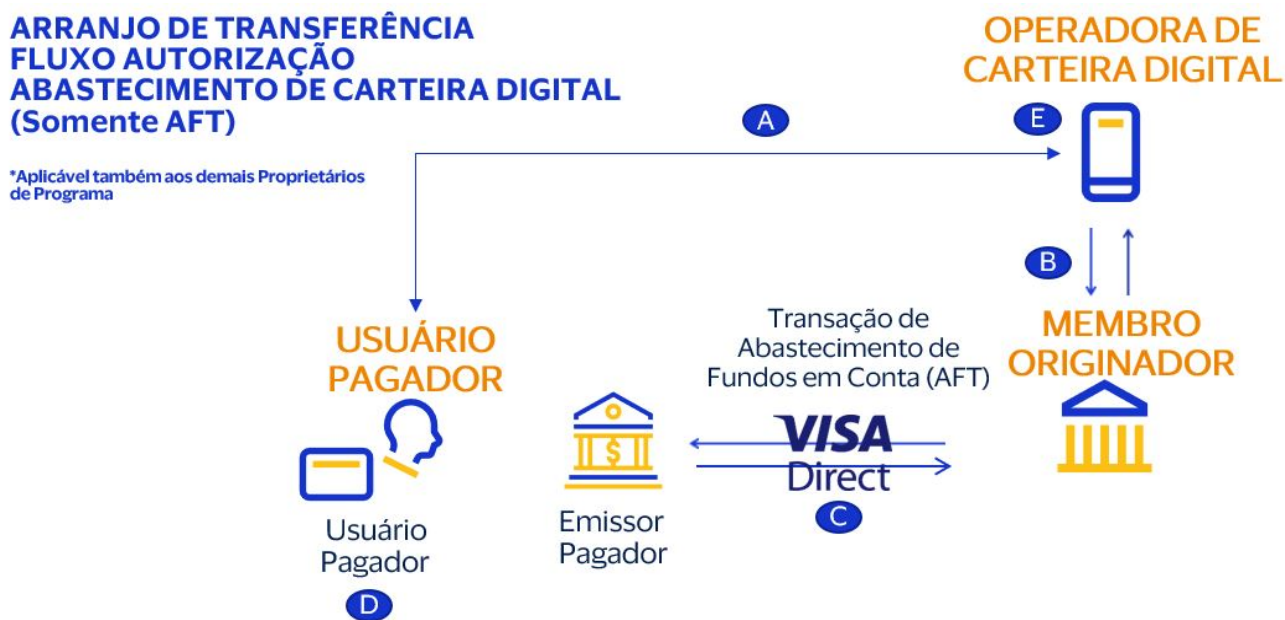 ARRANJO DE TRANSFERÊNCIA
FLUXO AUTORIZAÇÃO
ABASTECIMENTO DE CARTEIRA DIGITAL
(Somente AFT)
*Aplicável também aos demais Proprietários
de Programa
OPERADORA DE
CARTEIRA DIGITAL
A
E
B
USUÁRIO
PAGADOR
Transação de
Abastecimento de
Fundos em Conta (AFT)
MEMBRO
ORIGINADOR
$
VISA
Direct
C
Usuário
Pagador
D
Emissor
Pagador